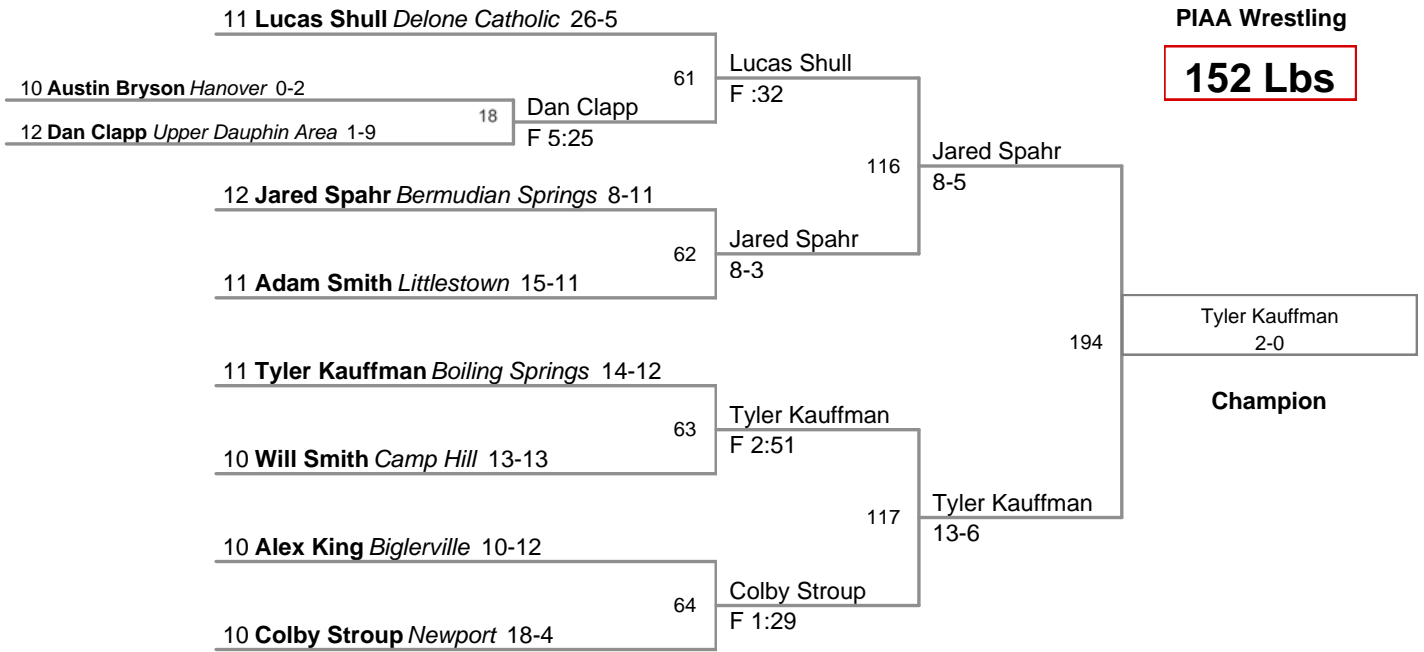 11 Lucas Shull Delone Catholic 26-5
PIAA Wrestling
152 Lbs
61
Lucas Shull
F :32
10 Austin Bryson Hanover 0-2
18
Dan Clapp
F 5:25
12 Dan Clapp Upper Dauphin Area 1-9
116
Jared Spahr
8-5
12 Jared Spahr Bermudian Springs 8-11
62
Jared Spahr
8-3
11 Adam Smith Littlestown 15-11
194
Tyler Kauffman
2-0
Champion
11 Tyler Kauffman Boiling Springs 14-12
63
Tyler Kauffman
F 2:51
10 Will Smith Camp Hill 13-13
117
Tyler Kauffman
13-6
10 Alex King Biglerville 10-12
64
Colby Stroup
F 1:29
10 Colby Stroup Newport 18-4